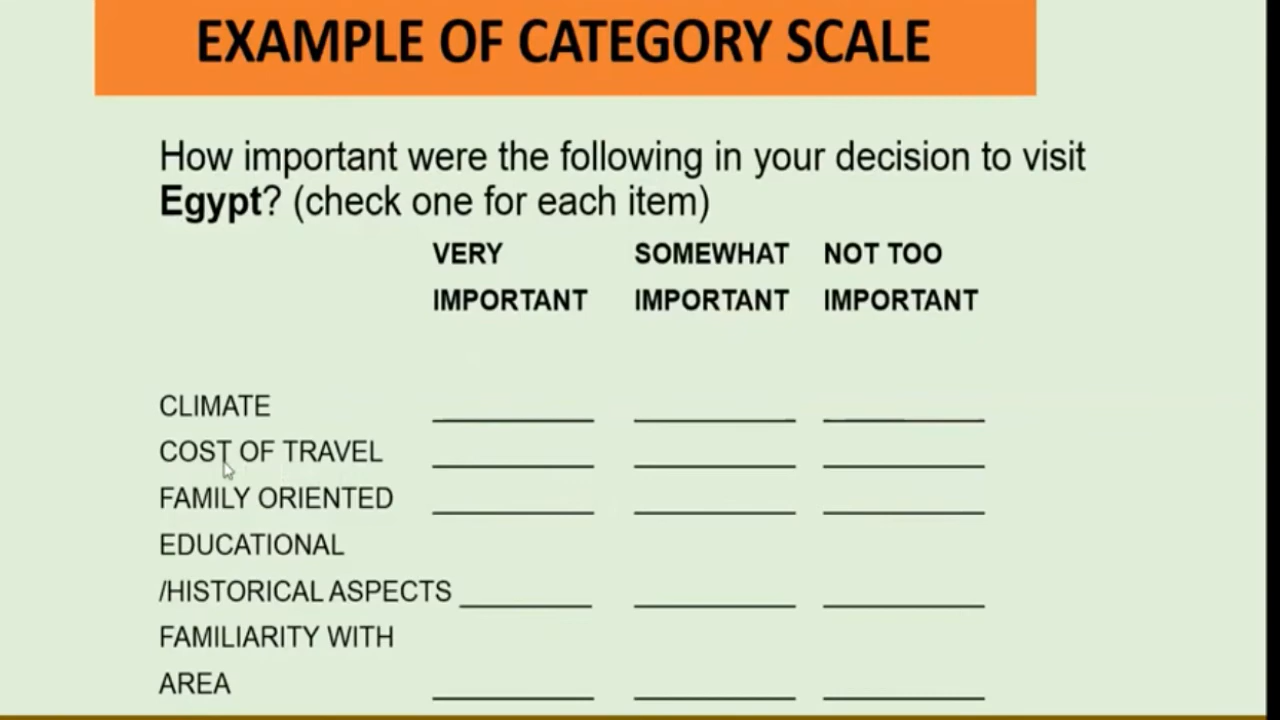 EXAMPLE OF CATEGORY SCALE
How important were the following in your decision to visit
Egypt? (check one for each item)
VERY SOMEWHAT NOT TOO
IMPORTANT IMPORTANT IMPORTANT
CLIMATE
COST OF TRAVEL
FAMILY ORIENTED
EDUCATIONAL
/HISTORICAL ASPECTS
FAMILIARITY WITH
AREA